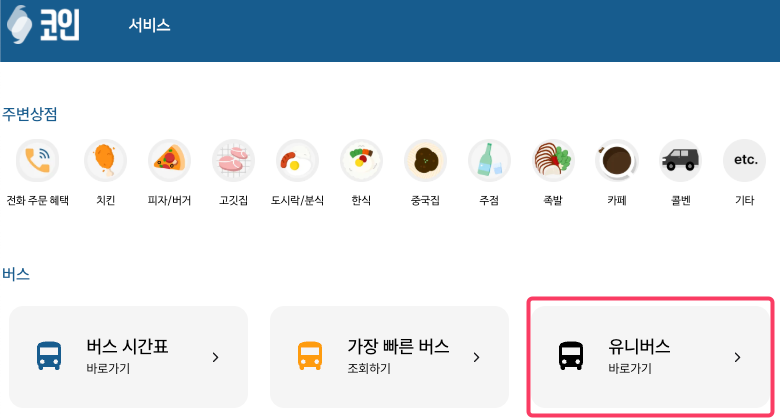 코인
서비스
주변상점
전화 주문 혜택
치킨
피자/버거
고깃집
도시락/분식
한식
중국집
주점
족발
카페
콜벤
etc.
기타
버스
버스 시간표
바로가기
가장 빠른 버스
조회하기
유니버스
바로가기